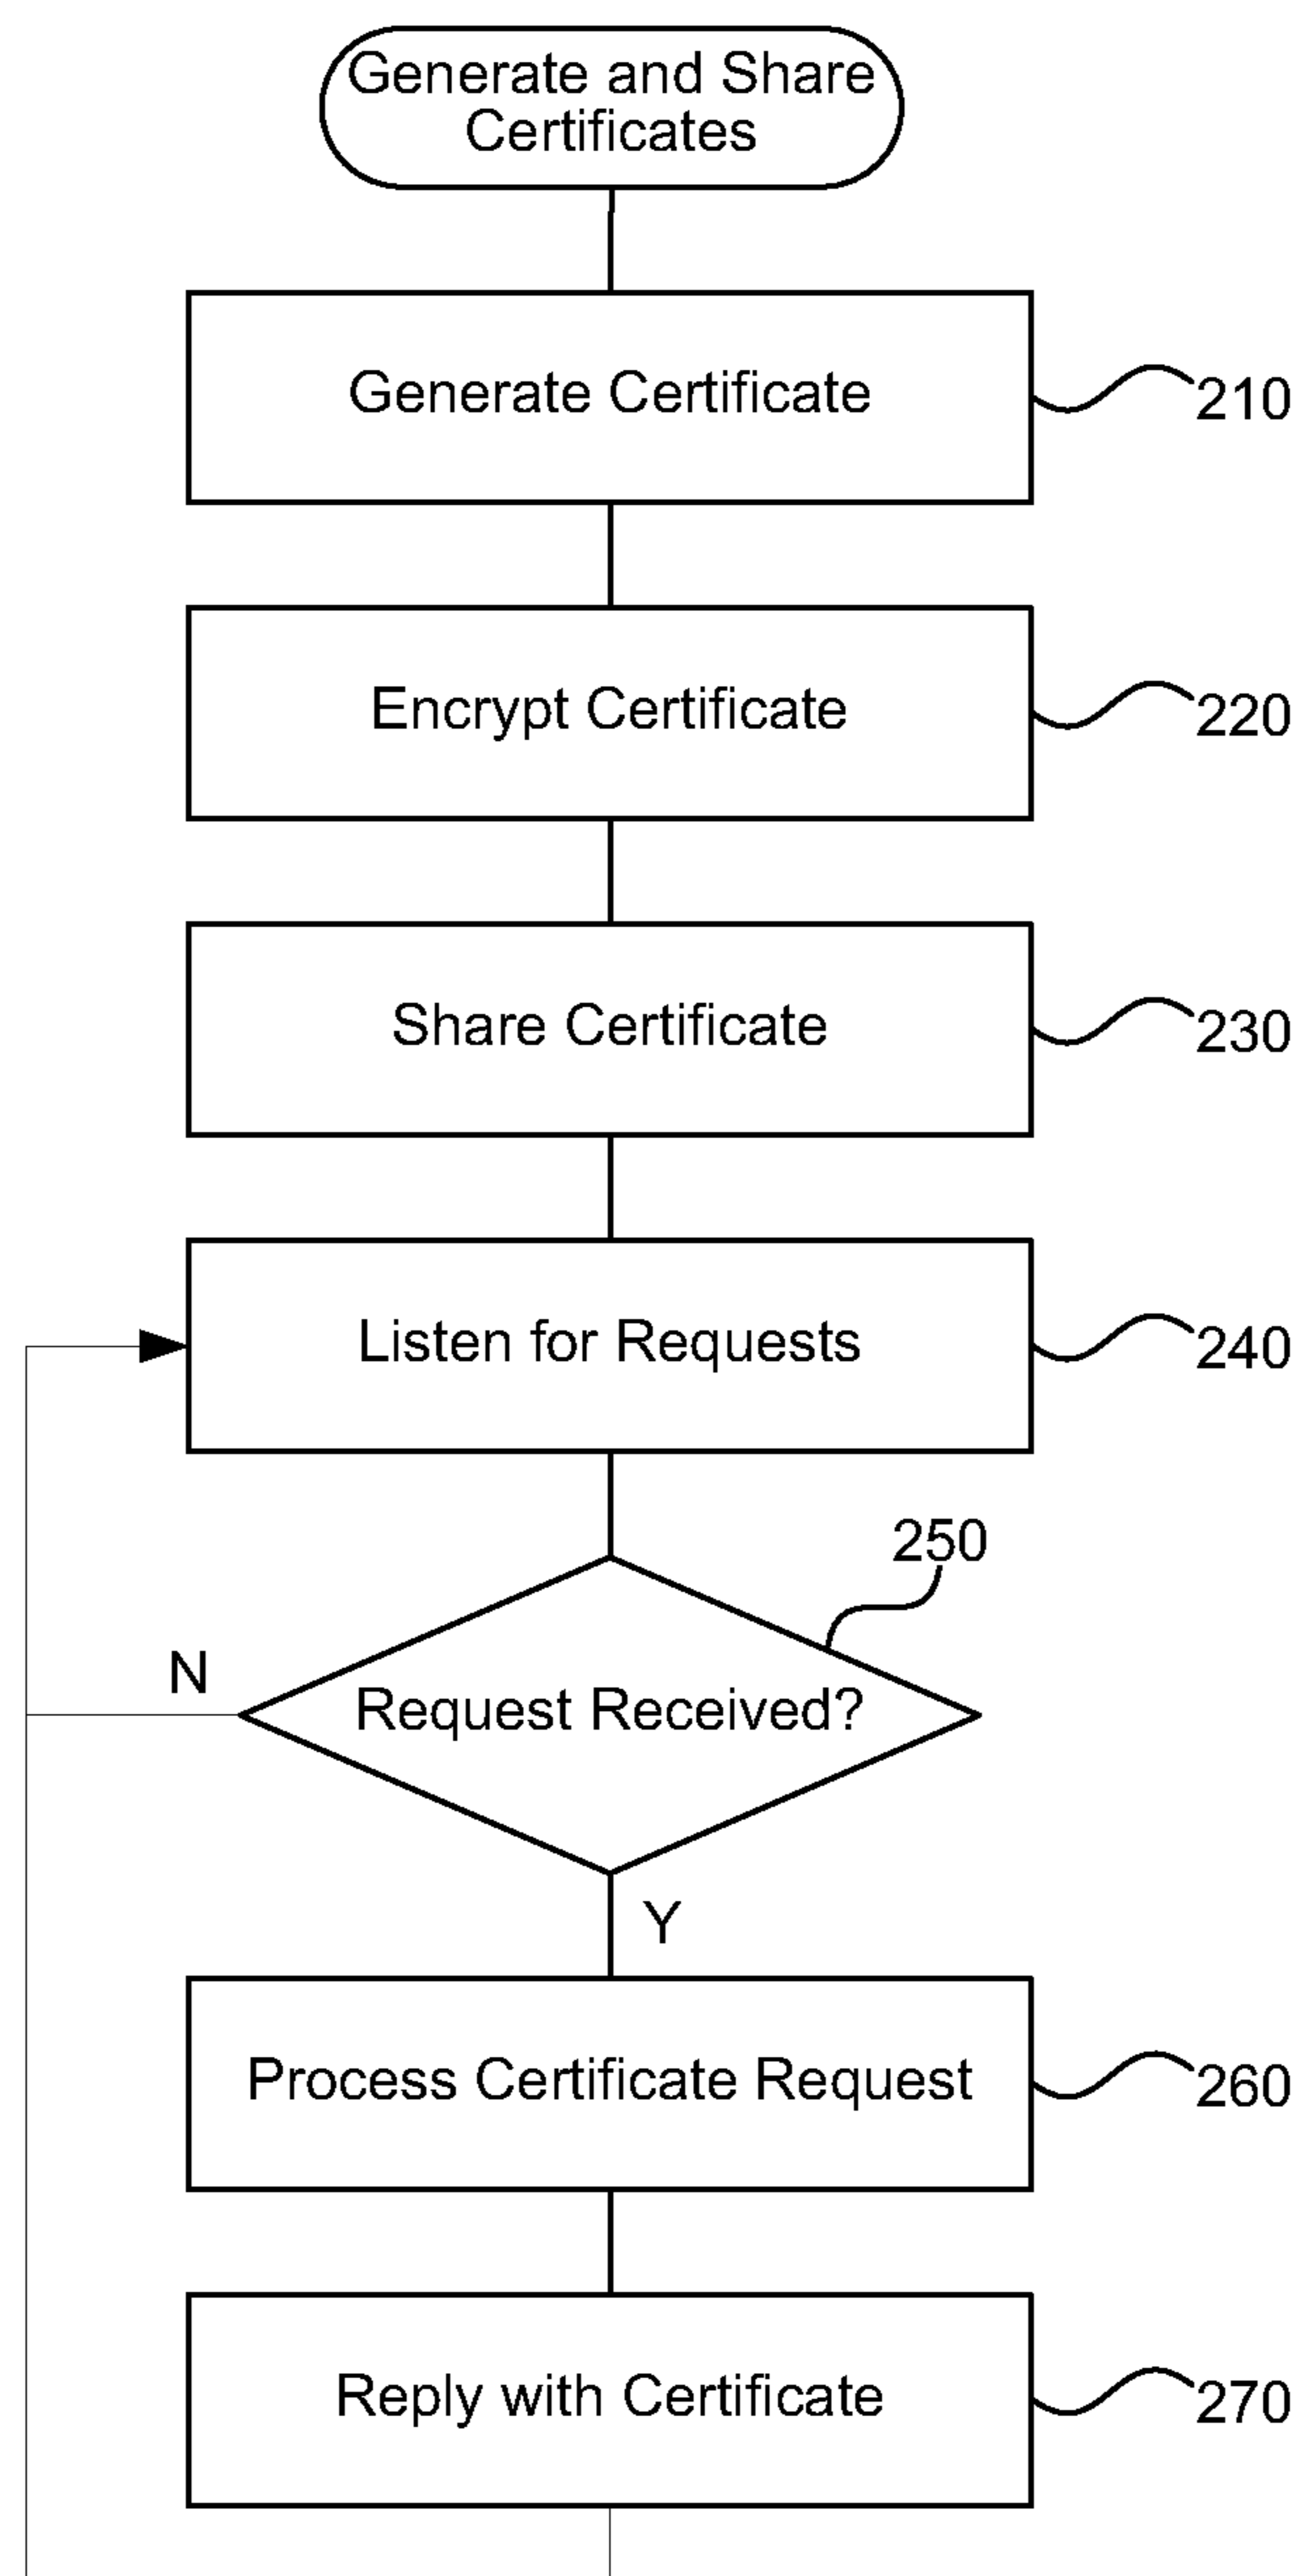 Generate and Share
Certificates
Generate Certificate
210
Encrypt Certificate
220
Share Certificate
230
Listen for Requests
240
250
N
Request Received?
Y
Process Certificate Request
260
Reply with Certificate
270